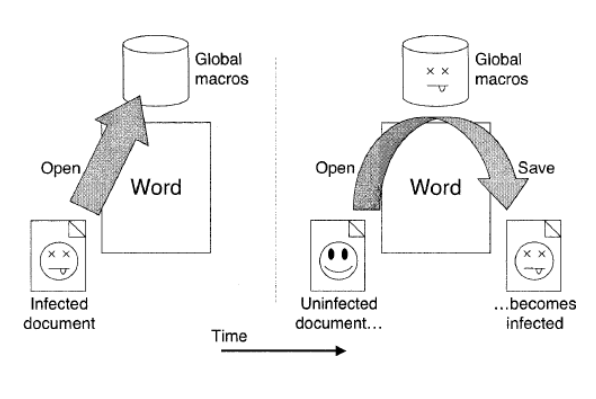 Global
macros
Open
Word
Infected
document
Global
macros
Open
Word
Save
Uninfected
document...
...becomes
infected
Time